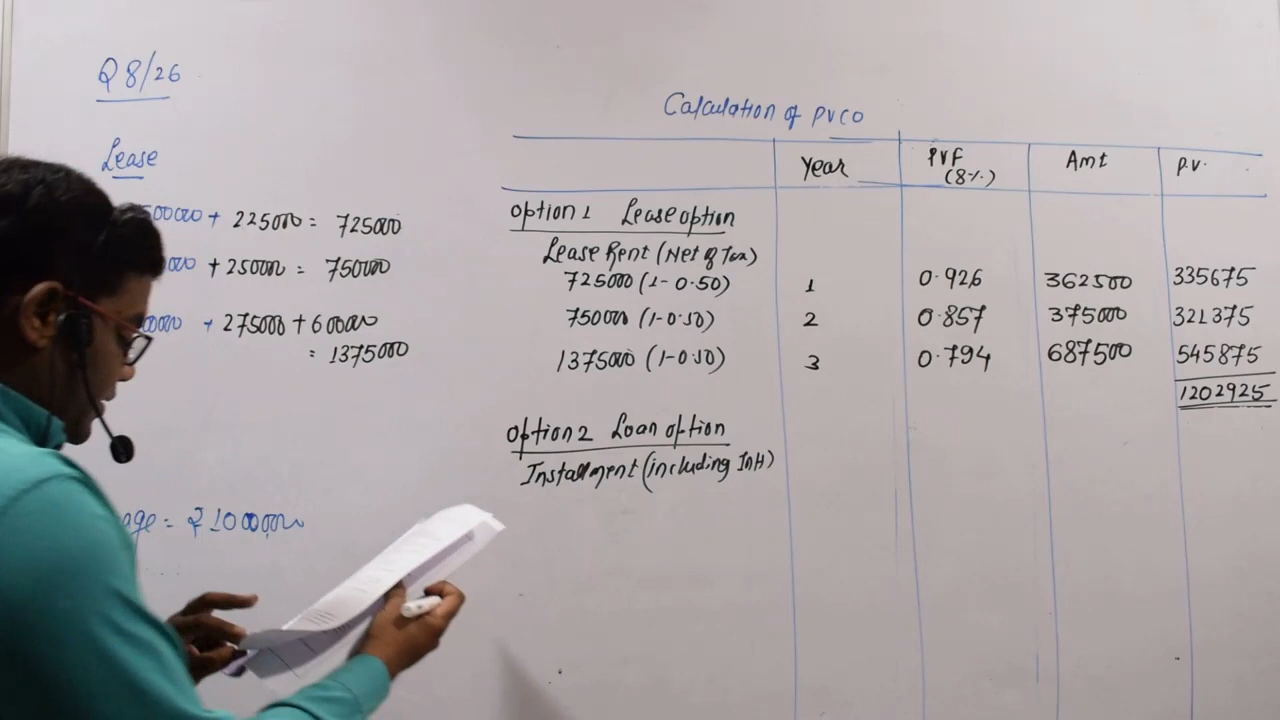 Q 8/26
Lease
500000 + 225000 = 725000
+ 25000 = 750000
+ 275000 + 600000
= 1375000
= ₹ 1000,000
Calculation of PVCO
Year PVF (8%) Amt P.V.
Option 1 Lease option
Lease Rent (Net of Tax)
725000 (1-0.50) 1 0.926 362500 335675
750000 (1-0.50) 2 0.857 375000 321375
1375000 (1-0.50) 3 0.794 687500 545875
1202925
Option 2 Loan option
Installment (including Int)